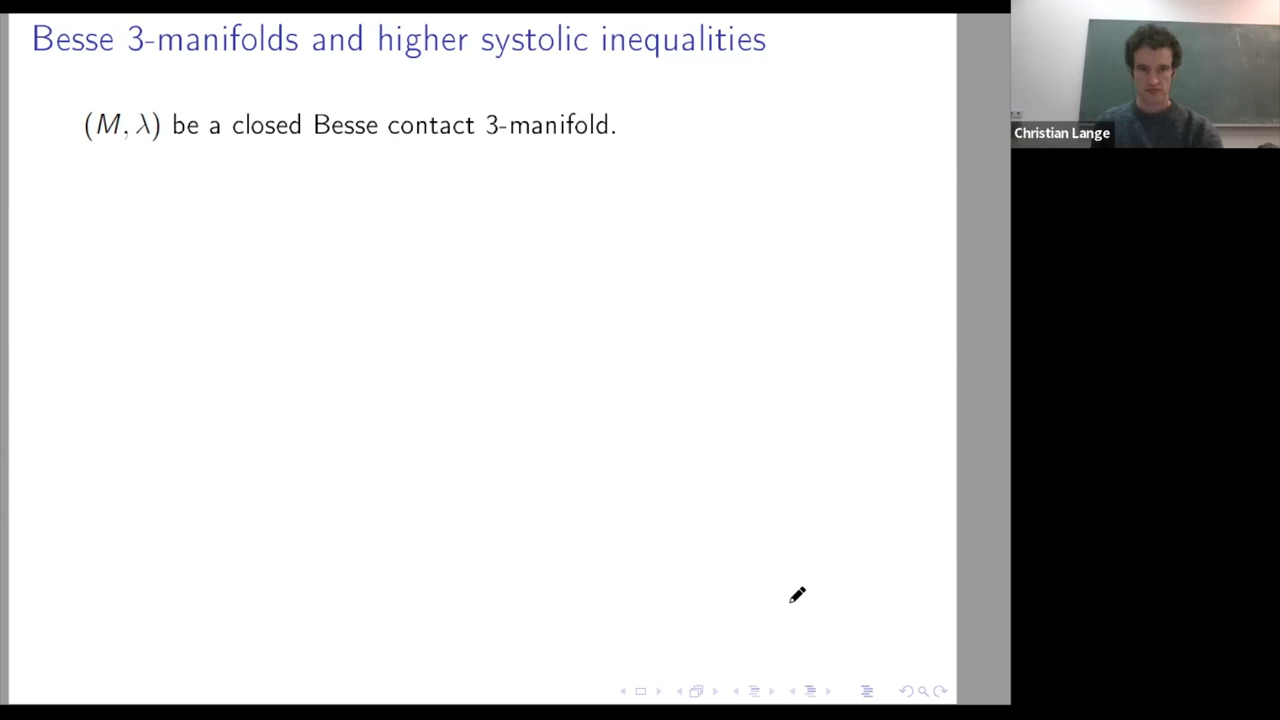 Besse 3-manifolds and higher systolic inequalities
(M, λ) be a closed Besse contact 3-manifold.
Christian Lange